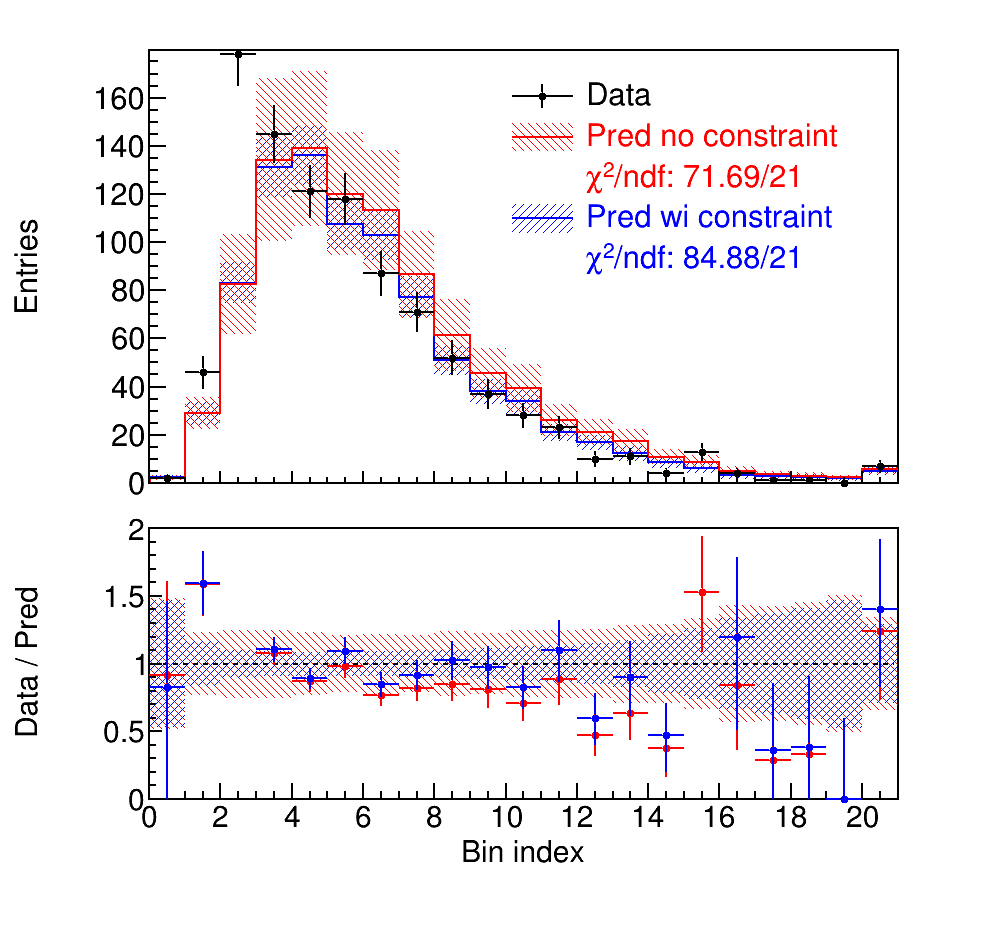 Data
Pred no constraint
χ²/ndf: 71.69/21
Pred wi constraint
χ²/ndf: 84.88/21
Entries
160
140
120
100
80
60
40
20
0
Data / Pred
2
1.5
1
0.5
0
0 2 4 6 8 10 12 14 16 18 20
Bin index